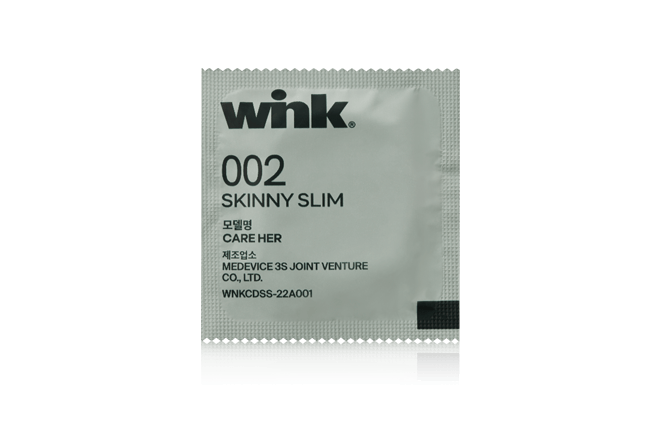 wink®
002
SKINNY SLIM
모델명
CARE HER
제조업소
MEDEVICE 3S JOINT VENTURE
CO., LTD.
WNKCDSS-22A001